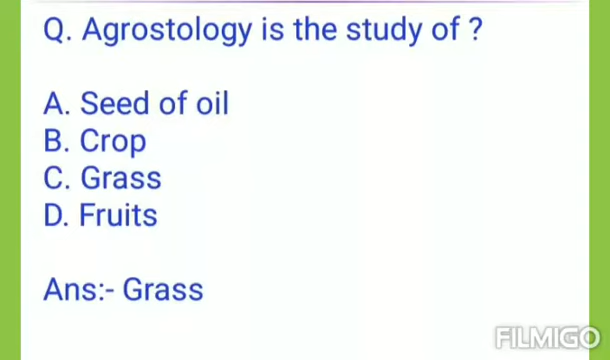 Q. Agrostology is the study of ?
A. Seed of oil
B. Crop
C. Grass
D. Fruits
Ans:- Grass
FILMIGO